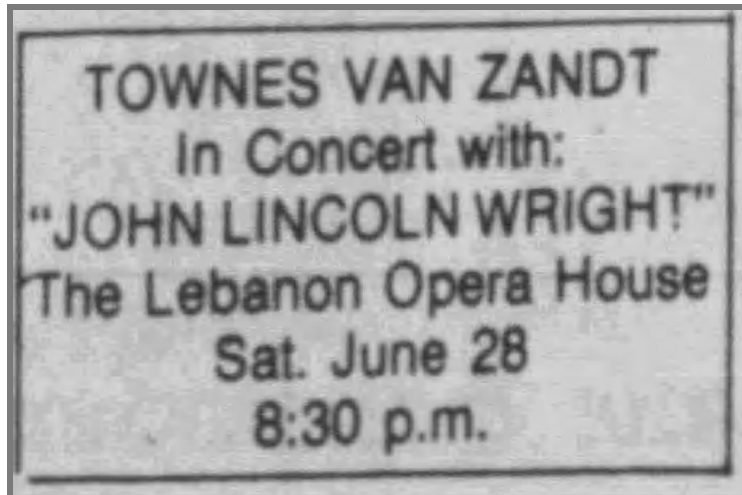 TOWNES VAN ZANDT
In Concert with:
"JOHN LINCOLN WRIGHT"
The Lebanon Opera House
Sat. June 28
8:30 p.m.